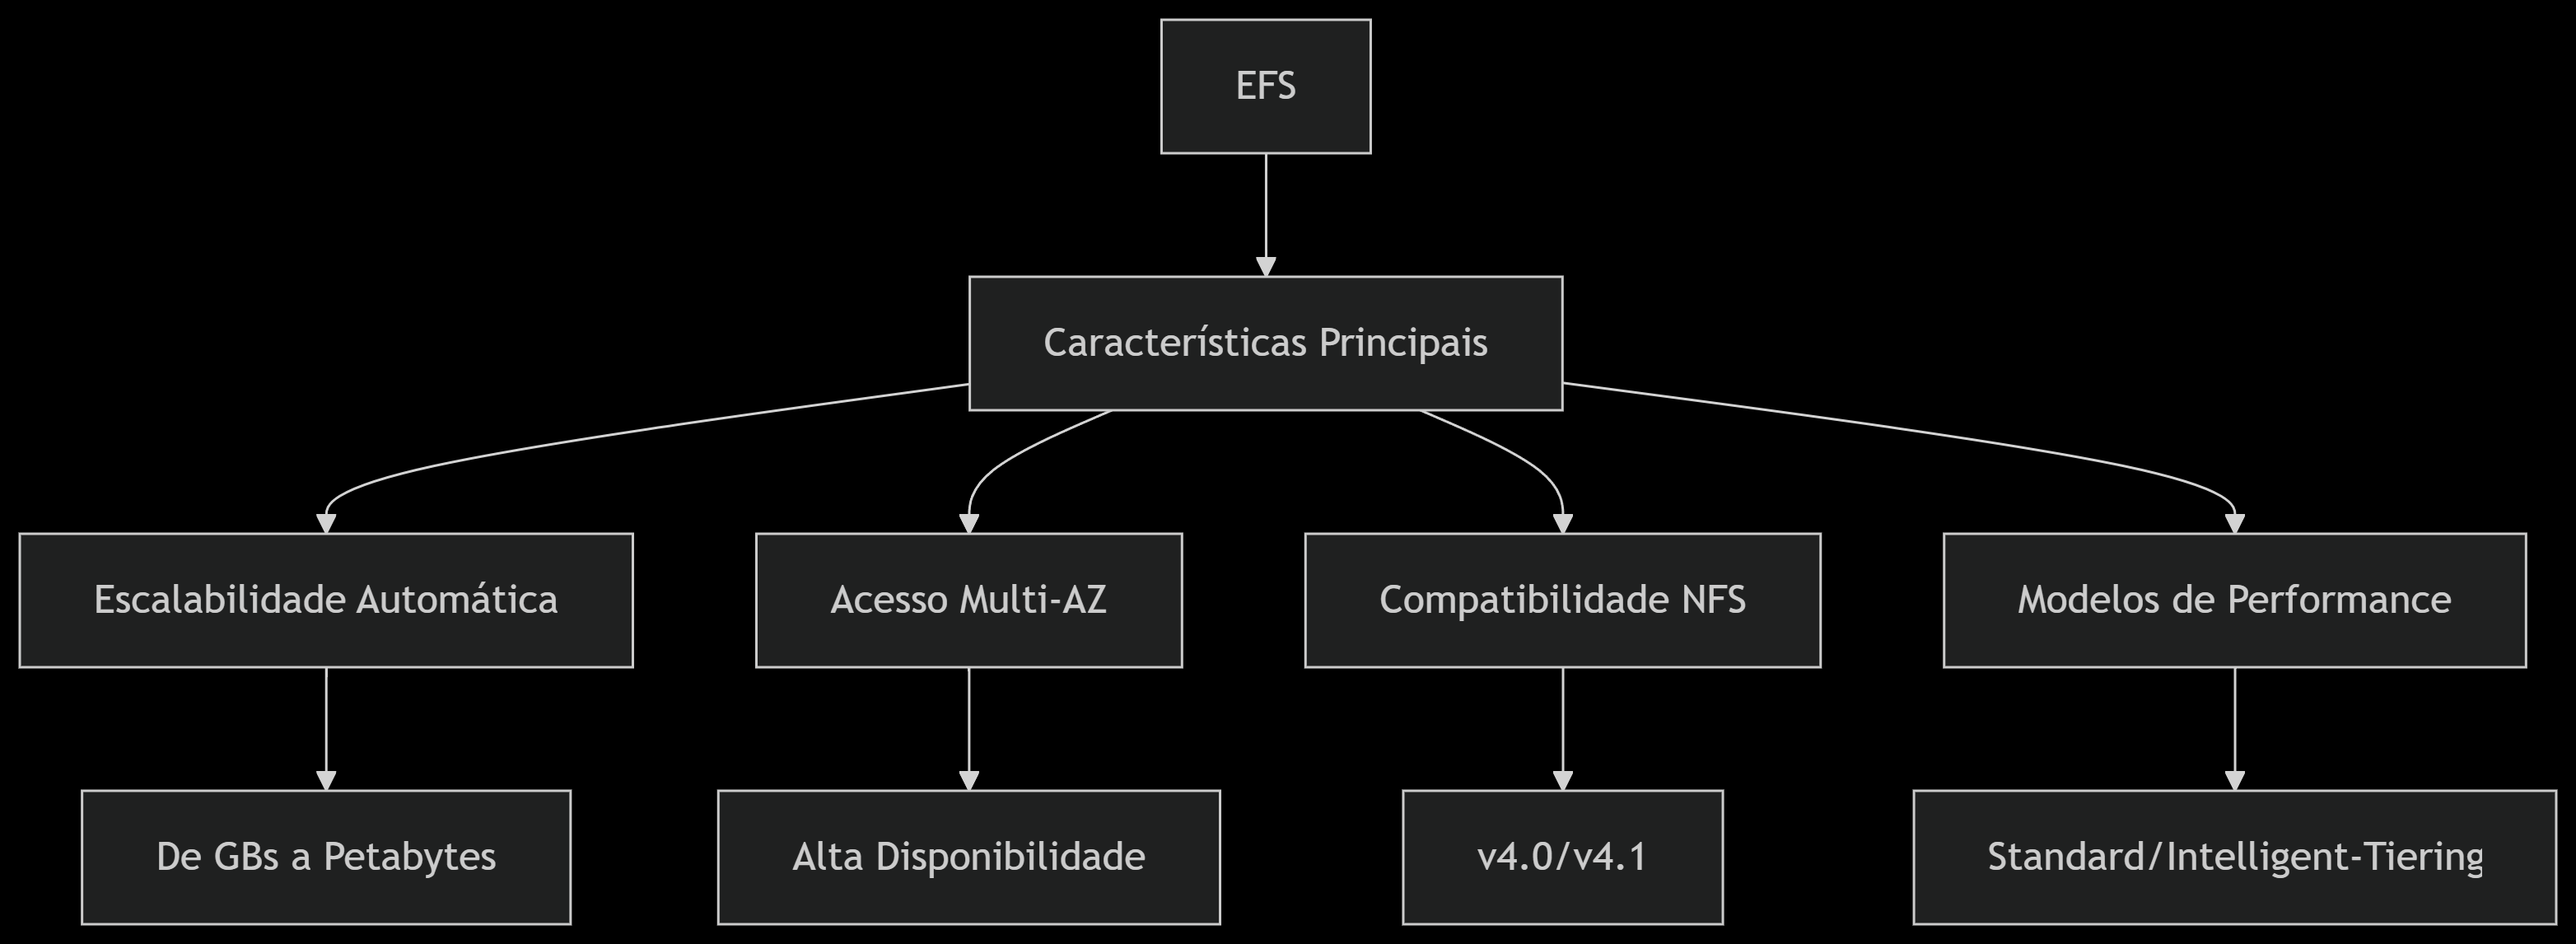 EFS
Características Principais
Escalabilidade Automática
Acesso Multi-AZ
Compatibilidade NFS
Modelos de Performance
De GBs a Petabytes
Alta Disponibilidade
v4.0/v4.1
Standard/Intelligent-Tiering